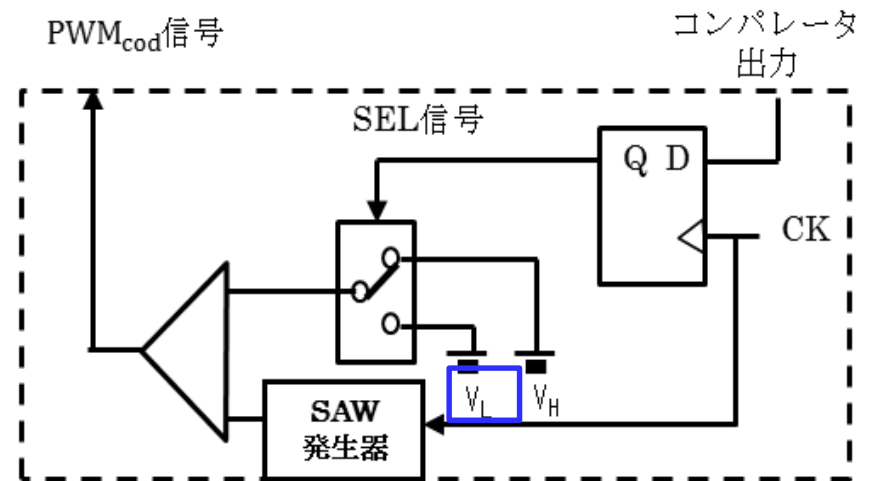 PWMcod信号
コンパレータ
出力
SEL信号
Q D
CK
VL
VH
SAW
発生器